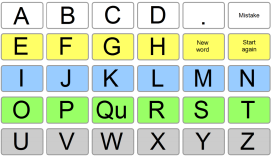 A B C D . Mistake
E F G H New word Start again
I J K L M N
O P Qu R S T
U V W X Y Z